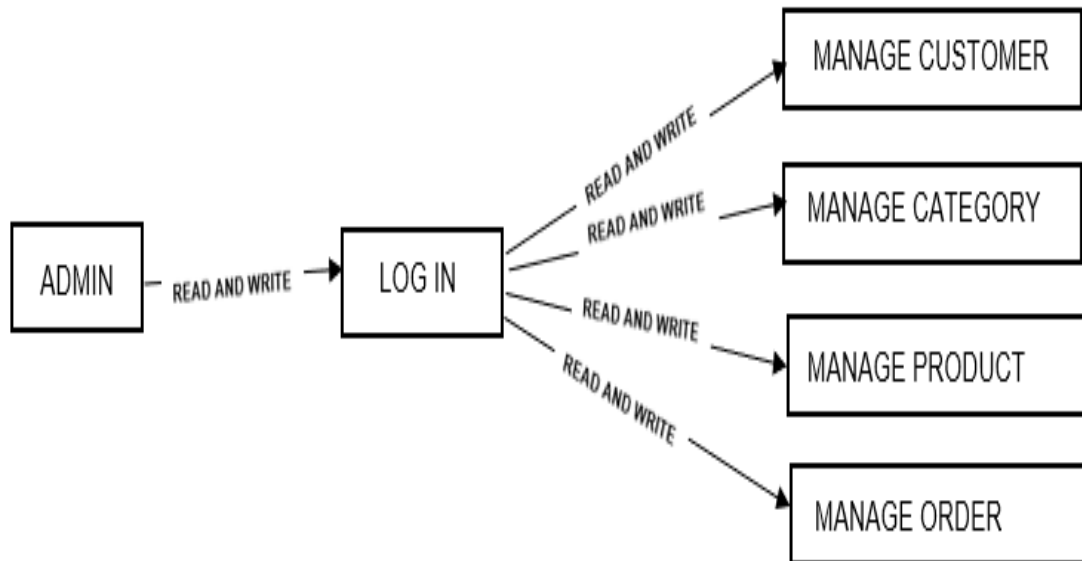 ADMIN
READ AND WRITE
LOG IN
READ AND WRITE
MANAGE CUSTOMER
READ AND WRITE
MANAGE CATEGORY
READ AND WRITE
MANAGE PRODUCT
READ AND WRITE
MANAGE ORDER